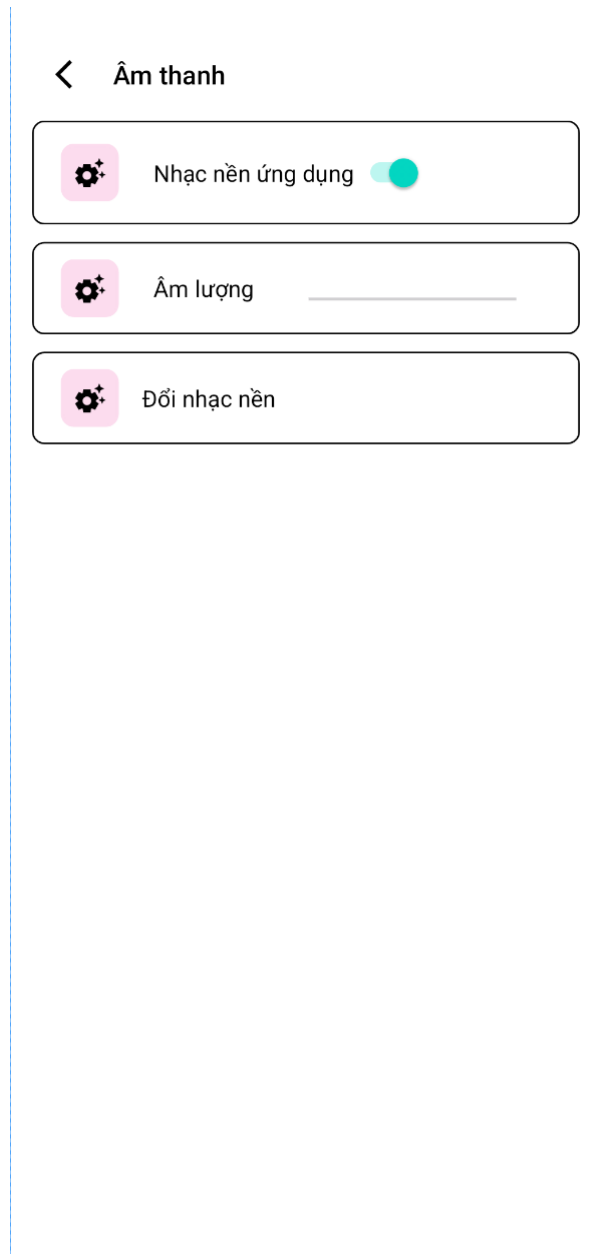 Âm thanh
Nhạc nền ứng dụng
Âm lượng
Đổi nhạc nền